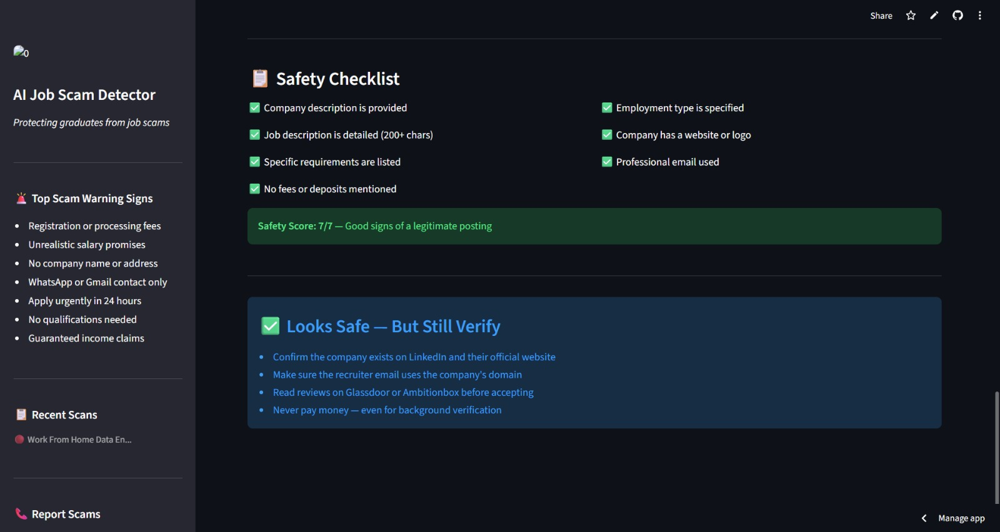 Share
0
AI Job Scam Detector
Protecting graduates from job scams
Top Scam Warning Signs
Registration or processing fees
Unrealistic salary promises
No company name or address
WhatsApp or Gmail contact only
Apply urgently in 24 hours
No qualifications needed
Guaranteed income claims
Recent Scans
Work From Home Data En...
Report Scams
Safety Checklist
Company description is provided
Job description is detailed (200+ chars)
Specific requirements are listed
No fees or deposits mentioned
Employment type is specified
Company has a website or logo
Professional email used
Safety Score: 7/7 — Good signs of a legitimate posting
Looks Safe — But Still Verify
Confirm the company exists on LinkedIn and their official website
Make sure the recruiter email uses the company's domain
Read reviews on Glassdoor or Ambitionbox before accepting
Never pay money — even for background verification
Manage app